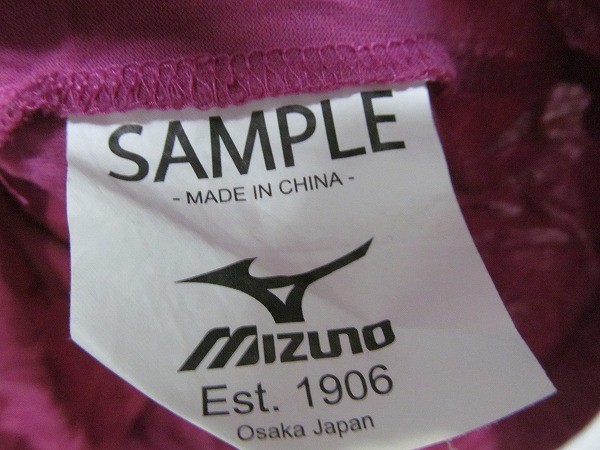 SAMPLE
- MADE IN CHINA -
MIZUNO
Est. 1906
Osaka Japan